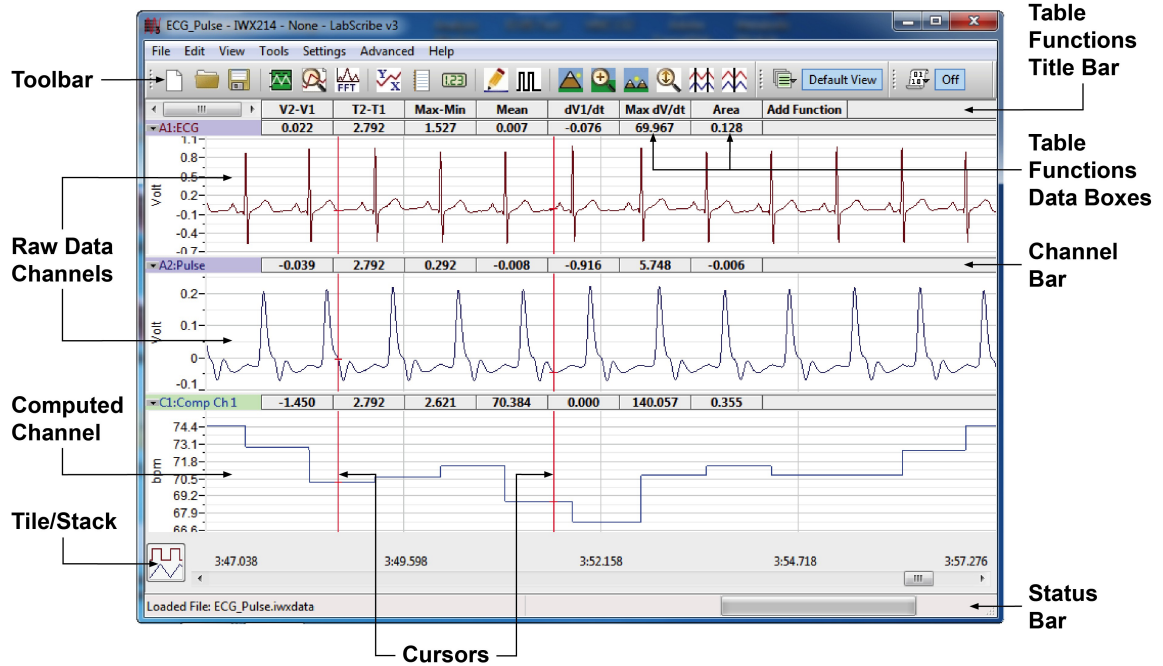 ECG_Pulse - IWX214 - None - LabScribe v3
File Edit View Tools Settings Advanced Help
Toolbar
FFT
Y X
123
Default View
Off
Table
Functions
Title Bar
V2-V1 T2-T1 Max-Min Mean dV1/dt Max dV/dt Area Add Function
A1:ECG 0.022 2.792 1.527 0.007 -0.076 69.967 0.128
Table
Functions
Data Boxes
Volt
1.1
0.8
0.5
0.2
-0.1
-0.4
-0.7
Raw Data
Channels
Channel
Bar
A2:Pulse -0.039 2.792 0.292 -0.008 -0.916 5.748 -0.006
Volt
0.2
0.1
0
-0.1
Computed
Channel
C1:Comp Ch 1 -1.450 2.792 2.621 70.384 0.000 140.057 0.355
bpm
74.4
73.1
71.8
70.5
69.2
67.9
66.6
Tile/Stack
3:47.038 3:49.598 3:52.158 3:54.718 3:57.276
Loaded File: ECG_Pulse.iwxdata
Status
Bar
Cursors